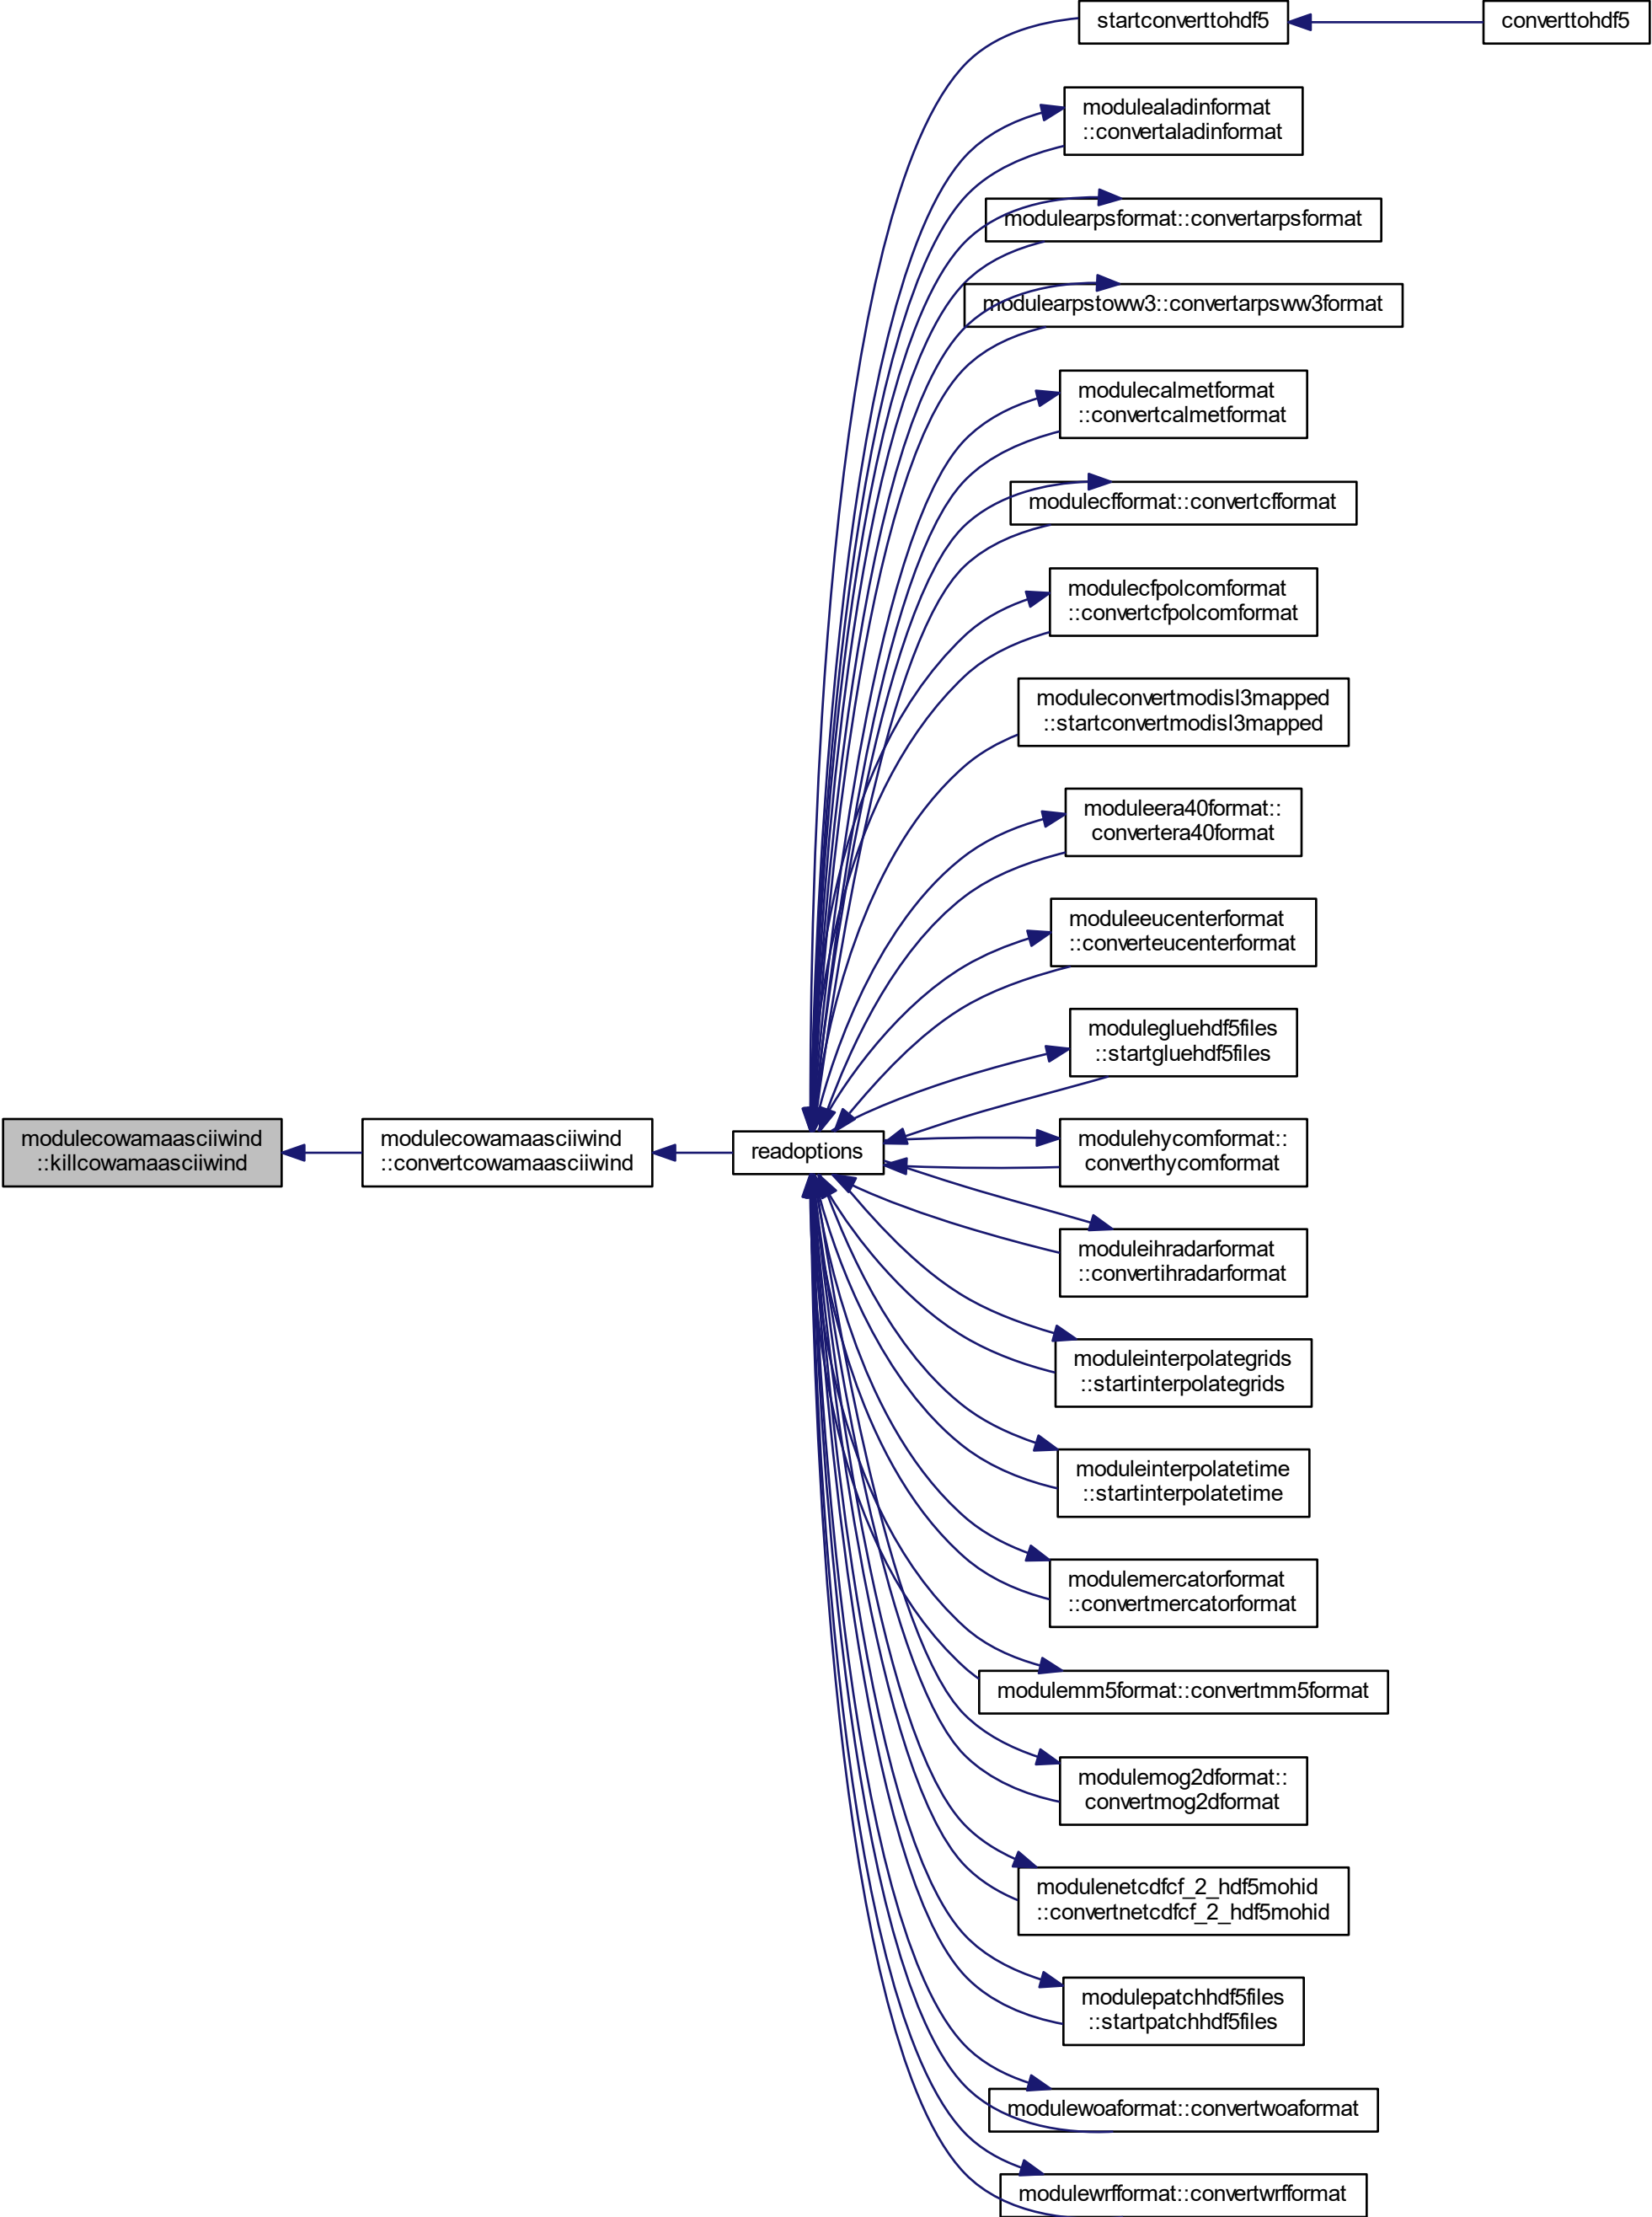 startconverttohdf5
converttohdf5
modulealadinformat
::convertaladinformat
modulearpsformat::convertarpsformat
modulearpstoww3::convertarpsww3format
modulecalmetformat
::convertcalmetformat
modulecfformat::convertcfformat
modulecfpolcomformat
::convertcfpolcomformat
moduleconvertmodisl3mapped
::startconvertmodisl3mapped
moduleera40format::
convertera40format
moduleeucenterformat
::converteucenterformat
modulegluehdf5files
::startgluehdf5files
modulecowamaasciiwind
::killcowamaasciiwind
modulecowamaasciiwind
::convertcowamaasciiwind
readoptions
modulehycomformat::
converthycomformat
moduleihradarformat
::convertihradarformat
moduleinterpolategrids
::startinterpolategrids
moduleinterpolatetime
::startinterpolatetime
modulemercatorformat
::convertmercatorformat
modulemm5format::convertmm5format
modulemog2dformat::
convertmog2dformat
modulenetcdfcf_2_hdf5mohid
::convertnetcdfcf_2_hdf5mohid
modulepatchhdf5files
::startpatchhdf5files
modulewoaformat::convertwoaformat
modulewrfformat::convertwrfformat